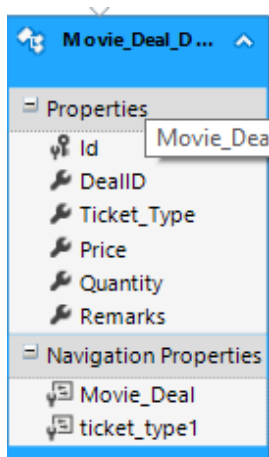 Movie_Deal_D...
Properties
Id
Movie_Dea
DealID
Ticket_Type
Price
Quantity
Remarks
Navigation Properties
Movie_Deal
ticket_type1